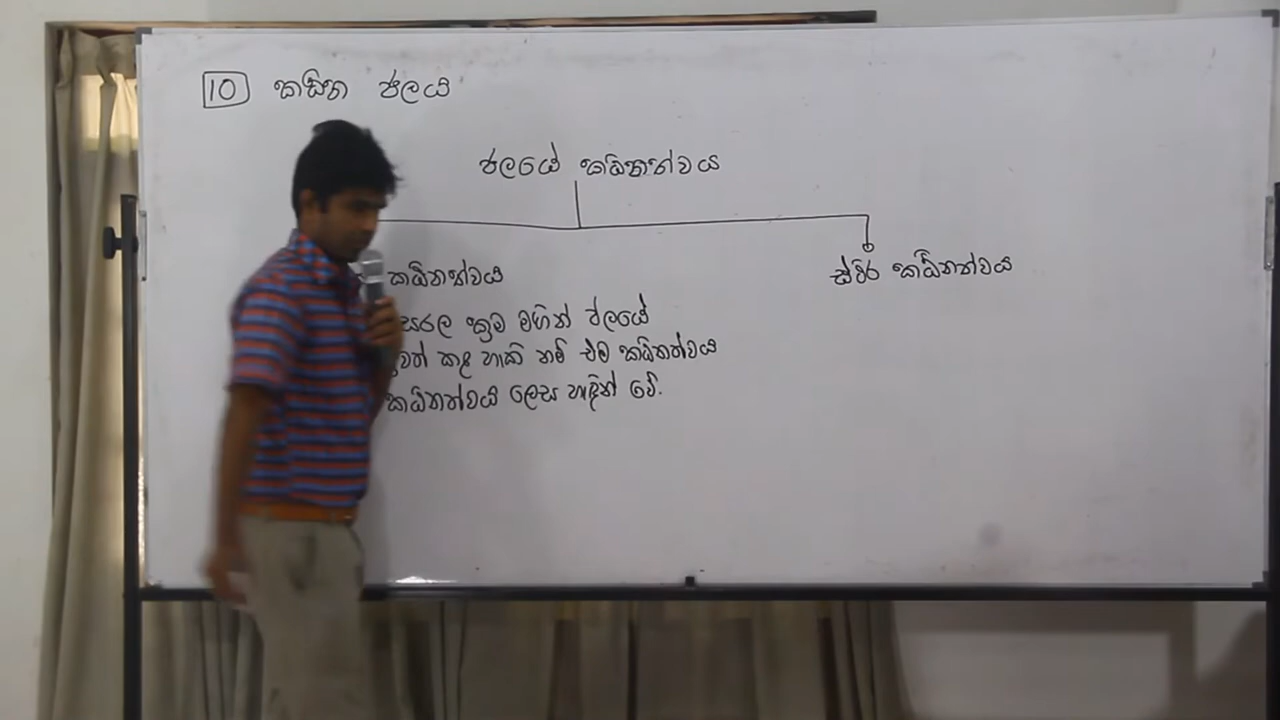 10 කඨින ජලය
ජලයේ කඨිනත්වය
කඨිනත්වය
ස්ථිර කඨිනත්වය
සරල ක්‍රම මගින් ජලයේ
වත් කළ හැකි නම් එම කඨිනත්වය
කඨිනත්වය ලෙස හැඳින් වේ.